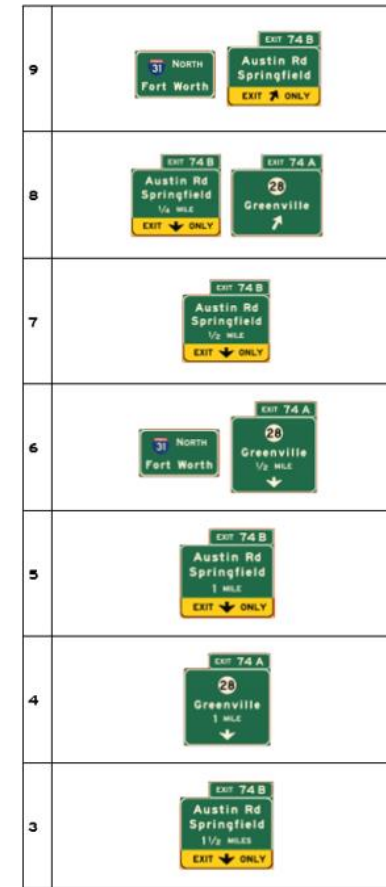 9
31 NORTH
Fort Worth
EXIT 74 B
Austin Rd
Springfield
EXIT ONLY
8
EXIT 74 B
Austin Rd
Springfield
1/4 MILE
EXIT ONLY
EXIT 74 A
28
Greenville
7
EXIT 74 B
Austin Rd
Springfield
1/2 MILE
EXIT ONLY
6
31 NORTH
Fort Worth
EXIT 74 A
28
Greenville
1/2 MILE
5
EXIT 74 B
Austin Rd
Springfield
1 MILE
EXIT ONLY
4
EXIT 74 A
28
Greenville
1 MILE
3
EXIT 74 B
Austin Rd
Springfield
1 1/2 MILES
EXIT ONLY